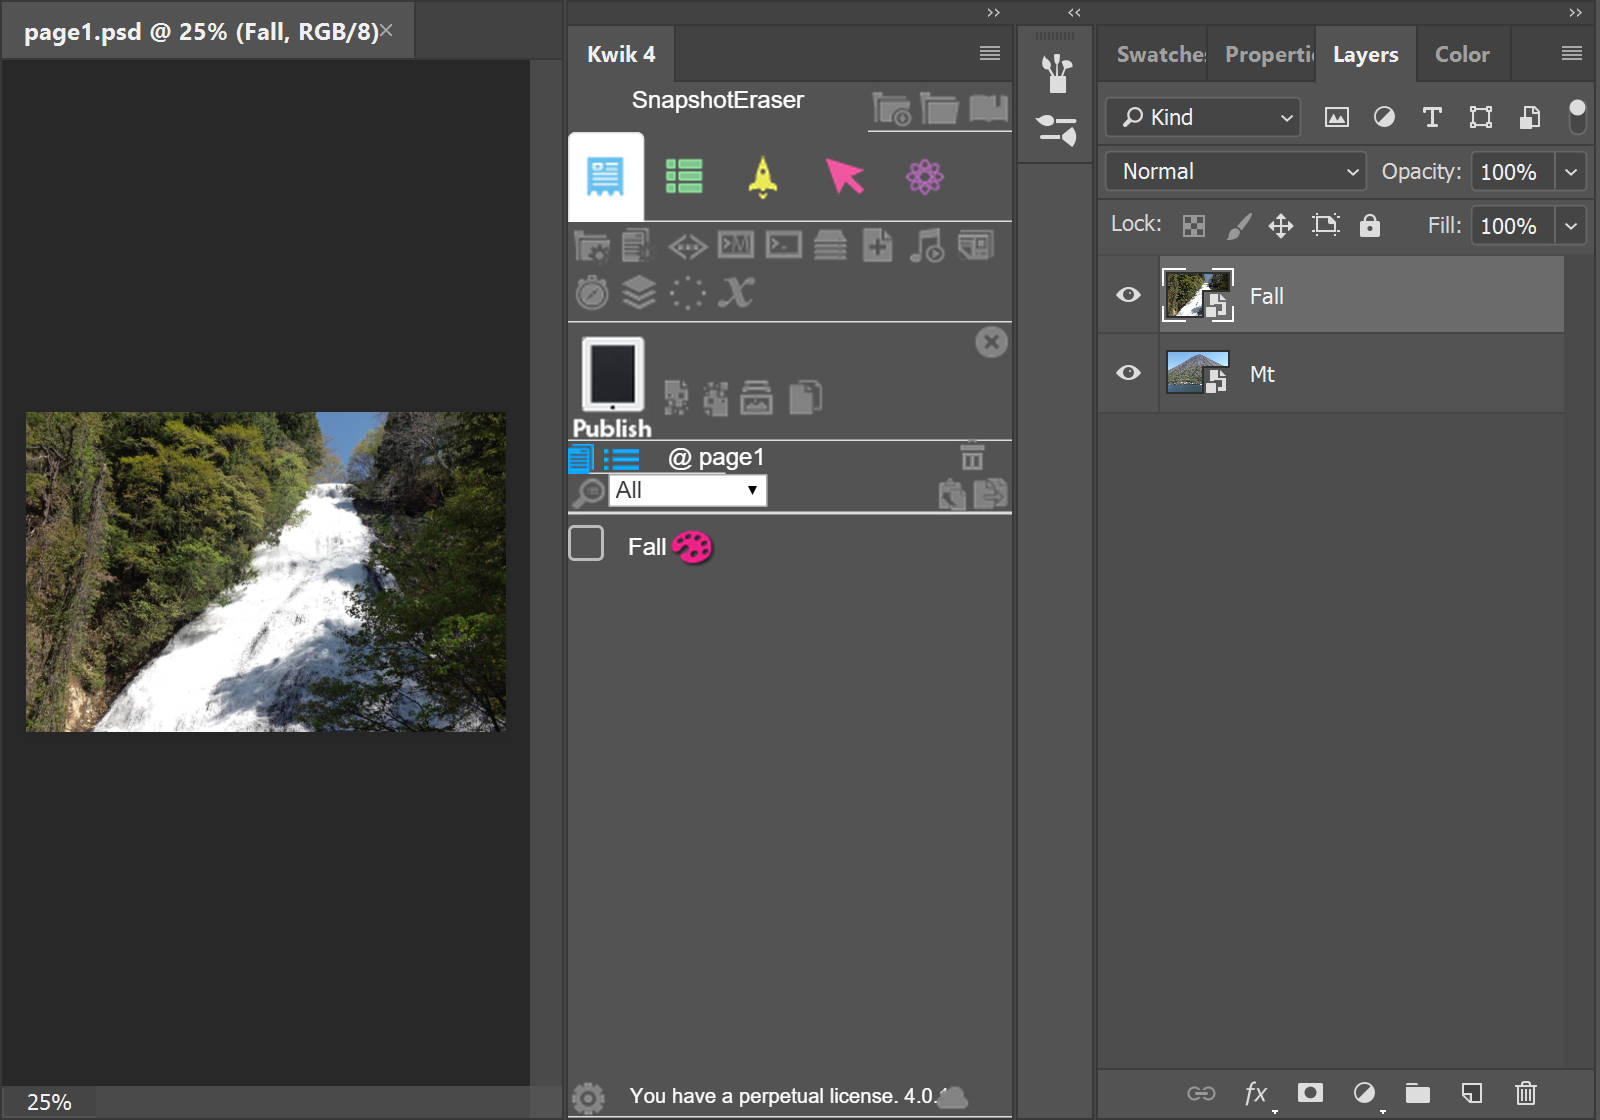 page1.psd @ 25% (Fall, RGB/8)
25%
Kwik 4
SnapshotEraser
Publish
@ page1
All
Fall
You have a perpetual license. 4.0.
Swatche
Properti
Layers
Color
Kind
Normal
Opacity: 100%
Lock:
Fill: 100%
Fall
Mt
fx